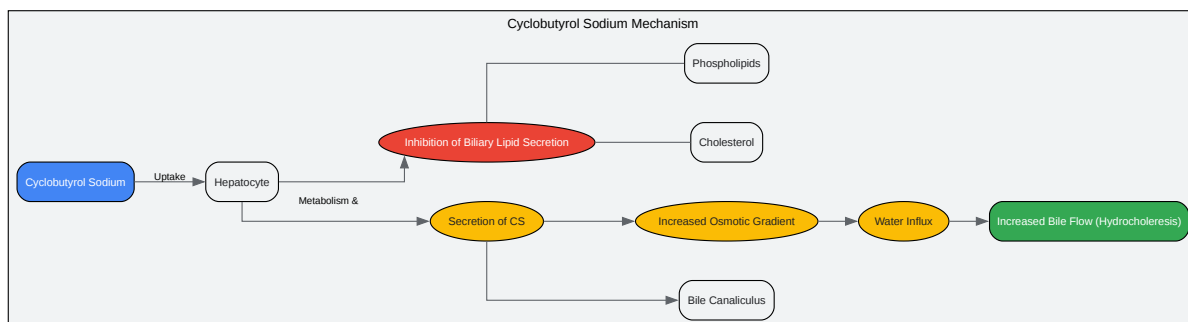 Cyclobutyrol Sodium Mechanism
Phospholipids
Inhibition of Biliary Lipid Secretion
Cholesterol
Cyclobutyrol Sodium
Uptake
Hepatocyte
Metabolism &
Secretion of CS
Increased Osmotic Gradient
Water Influx
Increased Bile Flow (Hydrocholeresis)
Bile Canaliculus